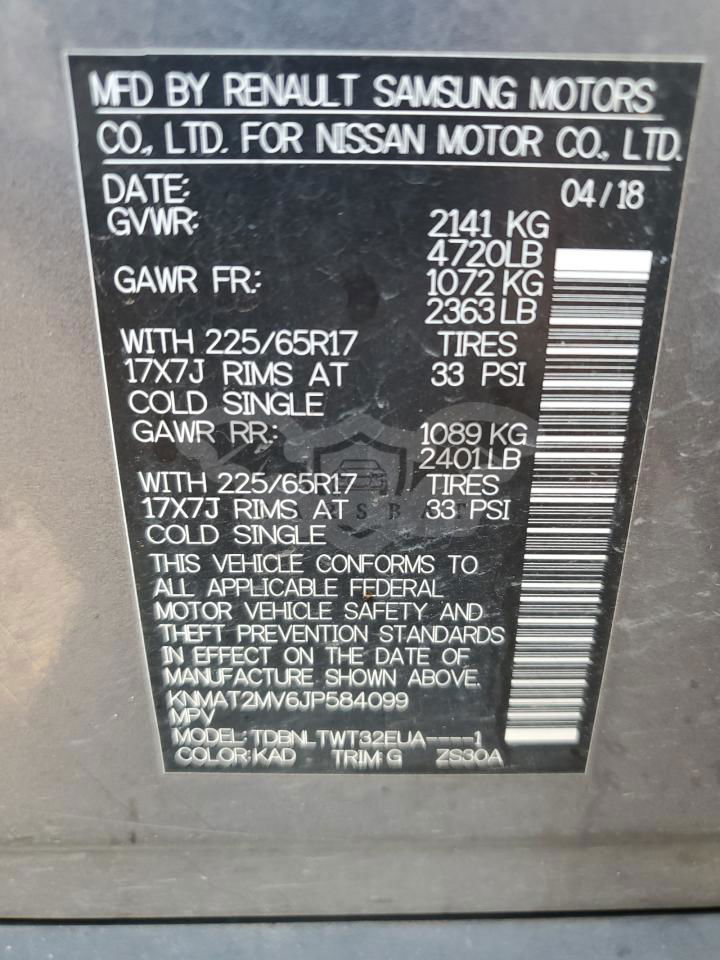 MFD BY RENAULT SAMSUNG MOTORS
CO., LTD. FOR NISSAN MOTOR CO., LTD.
DATE: 04/18
GVWR: 2141 KG
4720LB
GAWR FR.: 1072 KG
2363 LB
WITH 225/65R17 TIRES
17X7J RIMS AT 33 PSI
COLD SINGLE
GAWR RR.: 1089 KG
2401 LB
WITH 225/65R17 TIRES
17X7J RIMS AT 33 PSI
COLD SINGLE
THIS VEHICLE CONFORMS TO
ALL APPLICABLE FEDERAL
MOTOR VEHICLE SAFETY AND
THEFT PREVENTION STANDARDS
IN EFFECT ON THE DATE OF
MANUFACTURE SHOWN ABOVE.
KNMAT2MV6JP584099
MPV
MODEL: TDBNLTWT32EUA----1
COLOR:KAD TRIM: G ZS30A